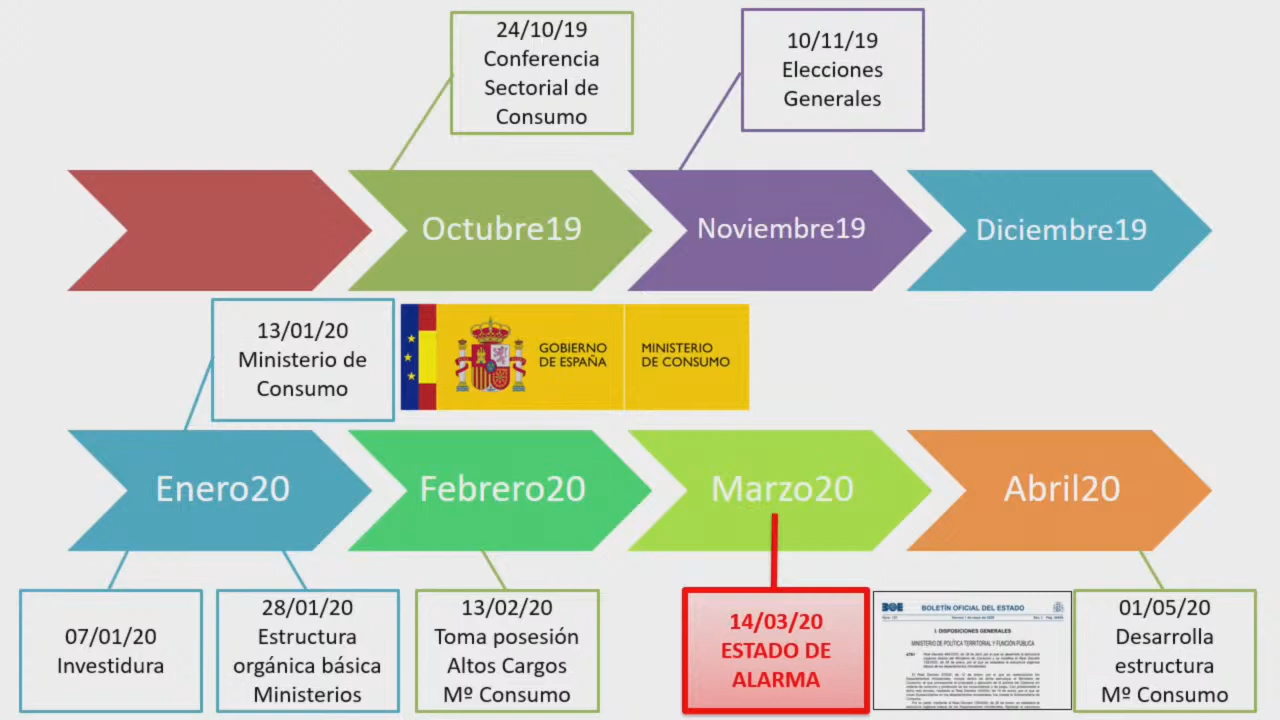 24/10/19
Conferencia
Sectorial de
Consumo
10/11/19
Elecciones
Generales
Octubre19
Noviembre19
Diciembre19
13/01/20
Ministerio de
Consumo
GOBIERNO
DE ESPAÑA
MINISTERIO
DE CONSUMO
Enero20
Febrero20
Marzo20
Abril20
07/01/20
Investidura
28/01/20
Estructura
básica
Ministerios
13/02/20
Toma posesión
Altos Cargos
Mº Consumo
14/03/20
ESTADO DE
ALARMA
BOE
BOLETÍN OFICIAL DEL ESTADO
I. DISPOSICIONES GENERALES
MINISTERIO DE POLÍTICA TERRITORIAL Y FUNCIÓN PÚBLICA
01/05/20
Desarrolla
estructura
Mº Consumo